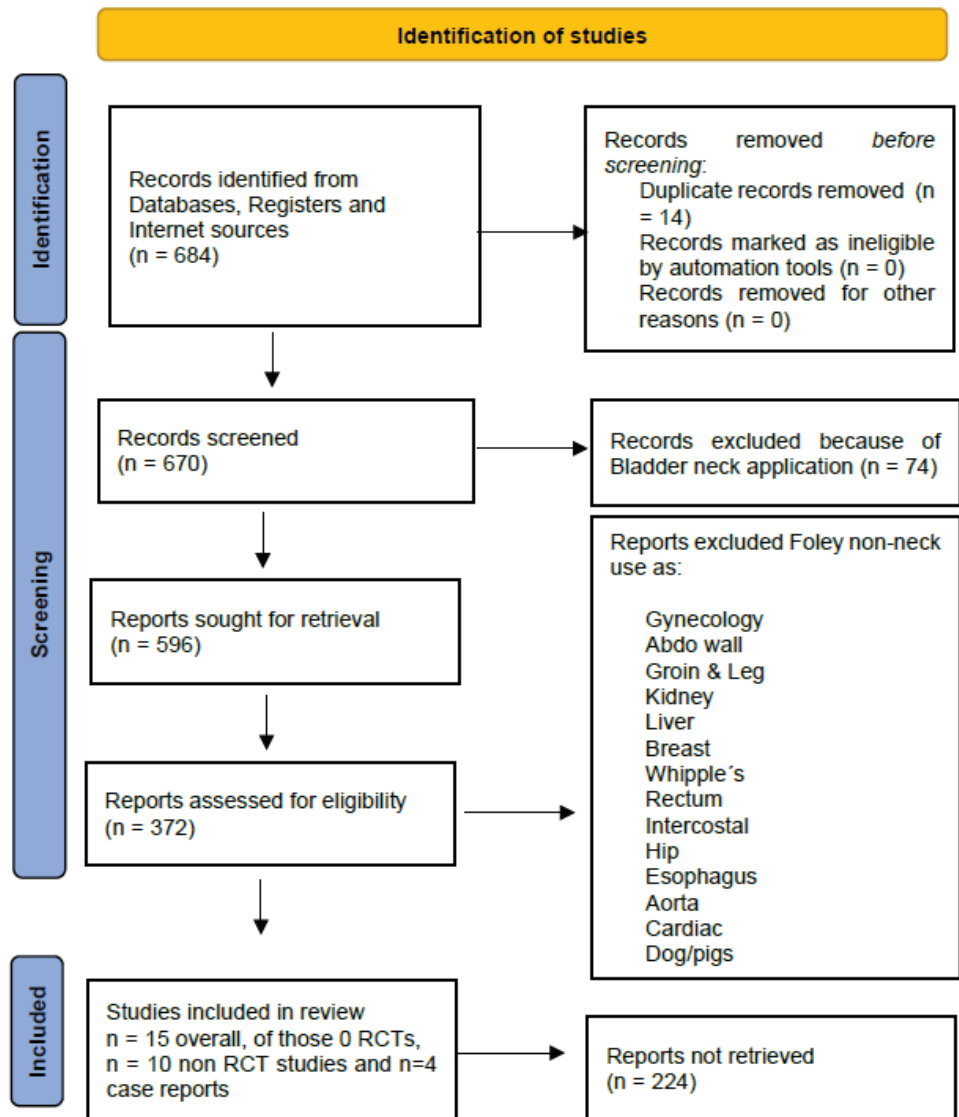 Identification of studies
Identification
Records identified from
Databases, Registers and
Internet sources
(n = 684)
Records removed before
screening:
Duplicate records removed (n
= 14)
Records marked as ineligible
by automation tools (n = 0)
Records removed for other
reasons (n = 0)
Screening
Records screened
(n = 670)
Records excluded because of
Bladder neck application (n = 74)
Reports sought for retrieval
(n = 596)
Reports assessed for eligibility
(n = 372)
Reports excluded Foley non-neck
use as:
Gynecology
Abdo wall
Groin & Leg
Kidney
Liver
Breast
Whipple´s
Rectum
Intercostal
Hip
Esophagus
Aorta
Cardiac
Dog/pigs
Included
Studies included in review
n = 15 overall, of those 0 RCTs,
n = 10 non RCT studies and n=4
case reports
Reports not retrieved
(n = 224)